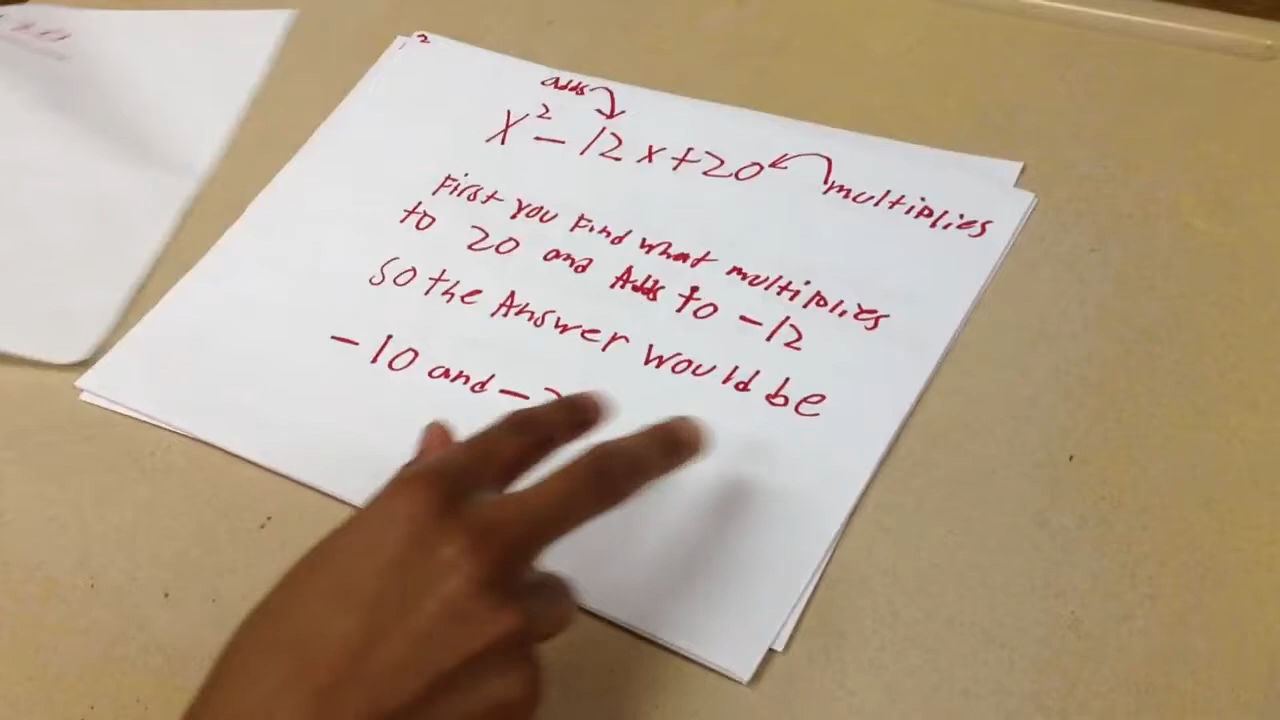 2
adds
x² - 12x + 20
multiplies
First you Find what multiplies
to 20 and Adds to -12
so the Answer would be
-10 and -